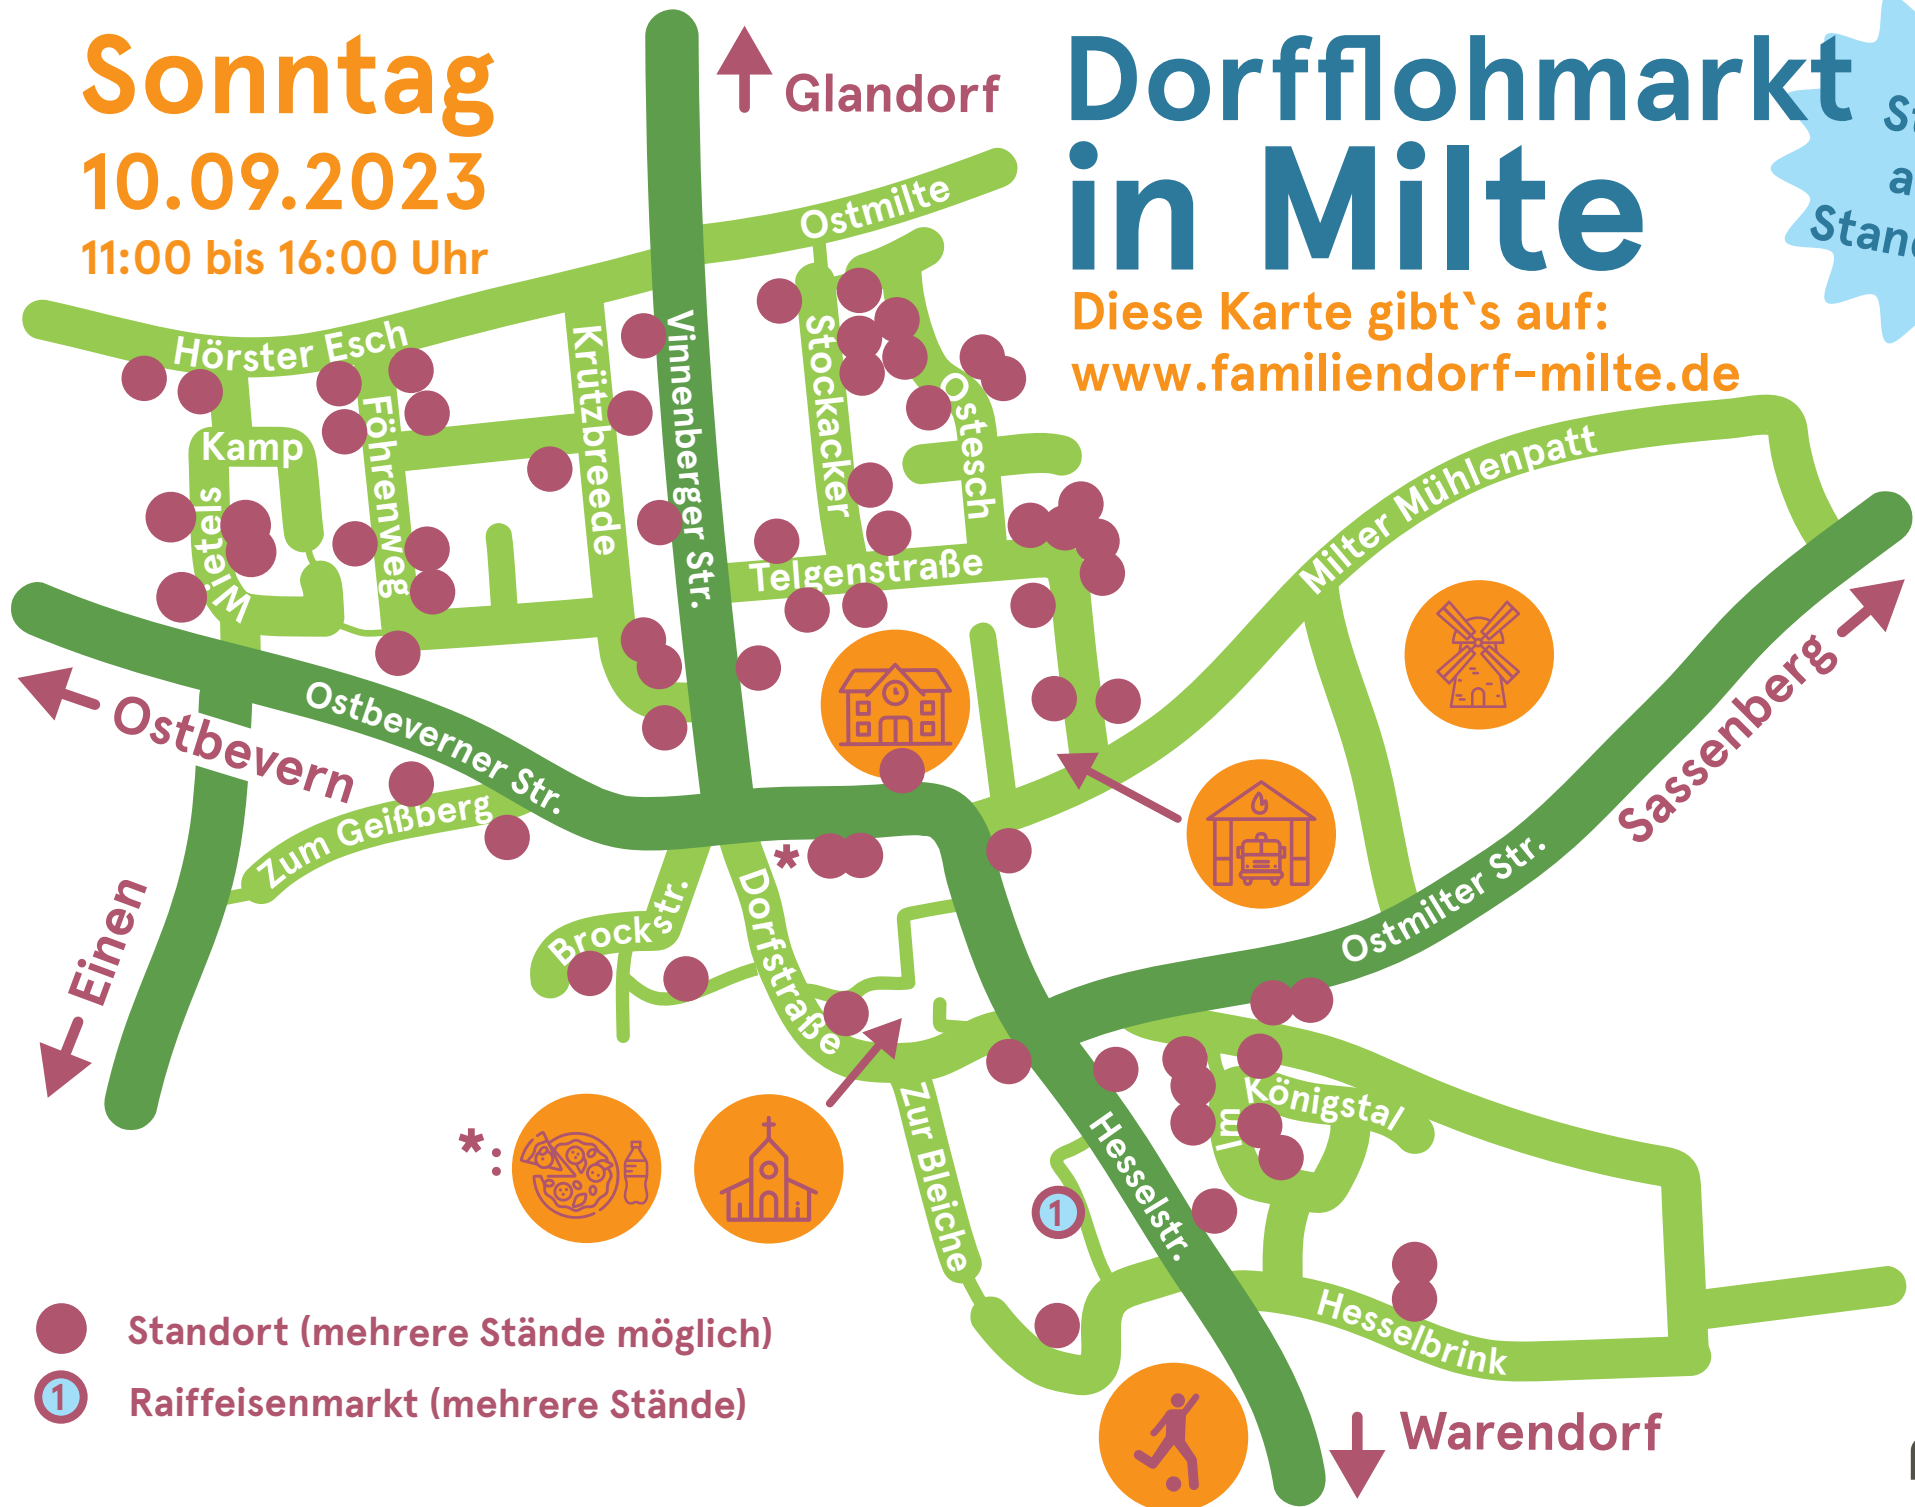 Sonntag
10.09.2023
11:00 bis 16:00 Uhr
Glandorf
Dorfflohmarkt
in Milte
Diese Karte gibt`s auf:
www.familiendorf-milte.de
Ostmilte
Hörster Esch
Kamp
Wietels
Föhrenweg
Krützbreede
Vinnenberger Str.
Stockacker
Ostesch
Telgenstraße
Milter Mühlenpatt
Ostbevern
Ostbeverner Str.
Zum Geißberg
Einen
Sassenberg
Ostmilter Str.
*
Brockstr.
Dorfstraße
Zur Bleiche
Im Königstal
Hesselstr.
Hesselbrink
*:
1
Standort (mehrere Stände möglich)
1 Raiffeisenmarkt (mehrere Stände)
Warendorf